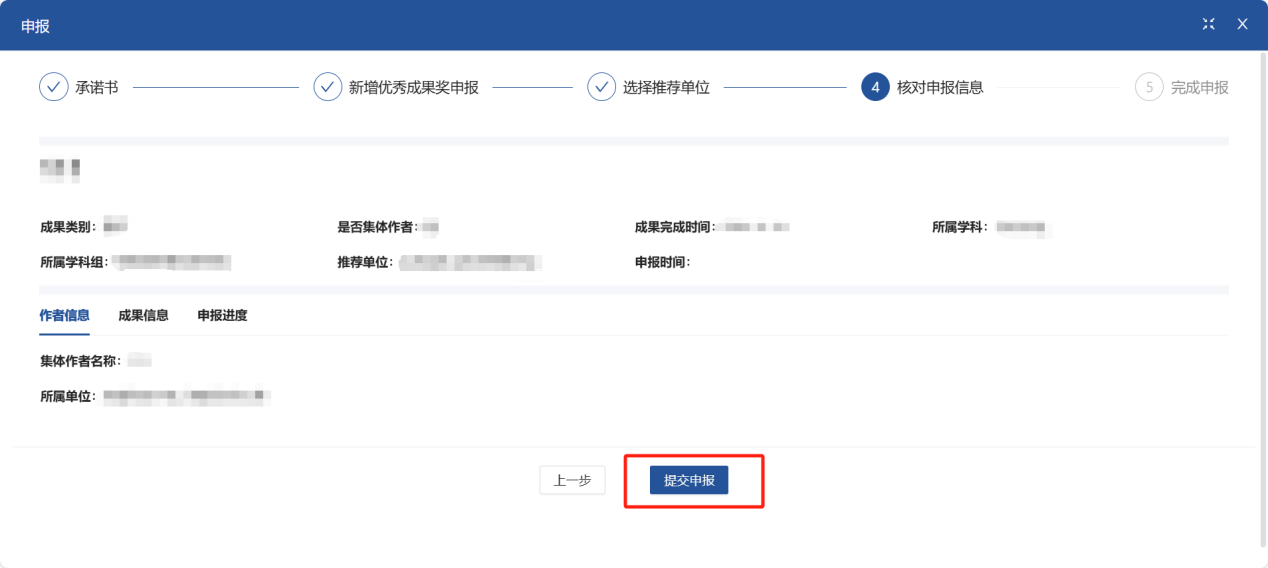 申报
承诺书 新增优秀成果奖申报 选择推荐单位 4 核对申报信息 5 完成申报
成果类别： 是否集体作者： 成果完成时间： 所属学科：
所属学科组： 推荐单位： 申报时间：
作者信息 成果信息 申报进度
集体作者名称：
所属单位：
上一步 提交申报